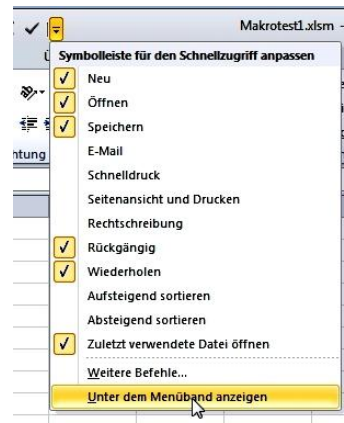 Makrotest1.xlsm -
Symbolleiste für den Schnellzugriff anpassen
Neu
Öffnen
Speichern
E-Mail
Schnelldruck
Seitenansicht und Drucken
Rechtschreibung
Rückgängig
Wiederholen
Aufsteigend sortieren
Absteigend sortieren
Zuletzt verwendete Datei öffnen
Weitere Befehle...
Unter dem Menüband anzeigen
htung